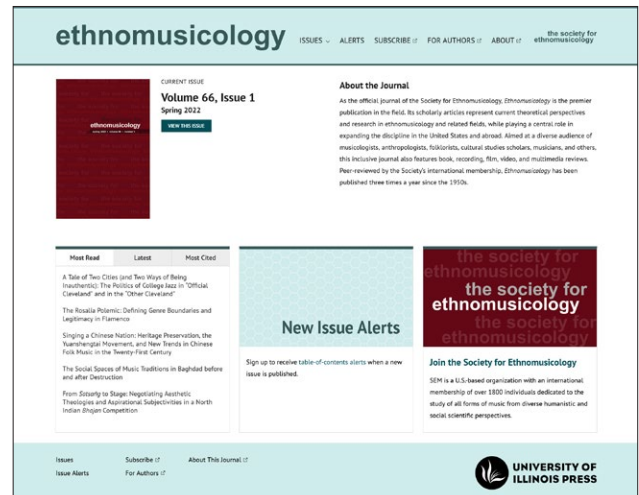 ethnomusicology
ISSUES ALERTS SUBSCRIBE FOR AUTHORS ABOUT
the society for
ethnomusicology
CURRENT ISSUE
Volume 66, Issue 1
Spring 2022
VIEW THIS ISSUE
ethnomusicology
About the Journal
As the official journal of the Society for Ethnomusicology, Ethnomusicology is the premier
publication in the field. Its scholarly articles represent current theoretical perspectives
and research in ethnomusicology and related fields, while playing a central role in
expanding the discipline in the United States and abroad. Aimed at a diverse audience of
musicologists, anthropologists, folklorists, cultural studies scholars, musicians, and others,
this inclusive journal also features book, recording, film, video, and multimedia reviews.
Peer-reviewed by the Society's international membership, Ethnomusicology has been
published three times a year since the 1950s.
Most Read Latest Most Cited
A Tale of Two Cities (and Two Ways of Being
Inauthentic): The Politics of College Jazz in "Official
Cleveland" and in the "Other Cleveland"
The Rosalía Polemic: Defining Genre Boundaries and
Legitimacy in Flamenco
Singing a Chinese Nation: Heritage Preservation, the
Yuanshengtai Movement, and New Trends in Chinese
Folk Music in the Twenty-First Century
The Social Spaces of Music Traditions in Baghdad before
and after Destruction
From Satsang to Stage: Negotiating Aesthetic
Theologies and Aspirational Subjectivities in a North
Indian Bhajan Competition
New Issue Alerts
Sign up to receive table-of-contents alerts when a new
issue is published.
the society for
ethnomusicology
the society for
ethnomusicology
the society for
ethnomusicology
Join the Society for Ethnomusicology
SEM is a U.S.-based organization with an international
membership of over 1800 individuals dedicated to the
study of all forms of music from diverse humanistic and
social scientific perspectives.
Issues Subscribe About This Journal
Issue Alerts For Authors
UNIVERSITY OF
ILLINOIS PRESS